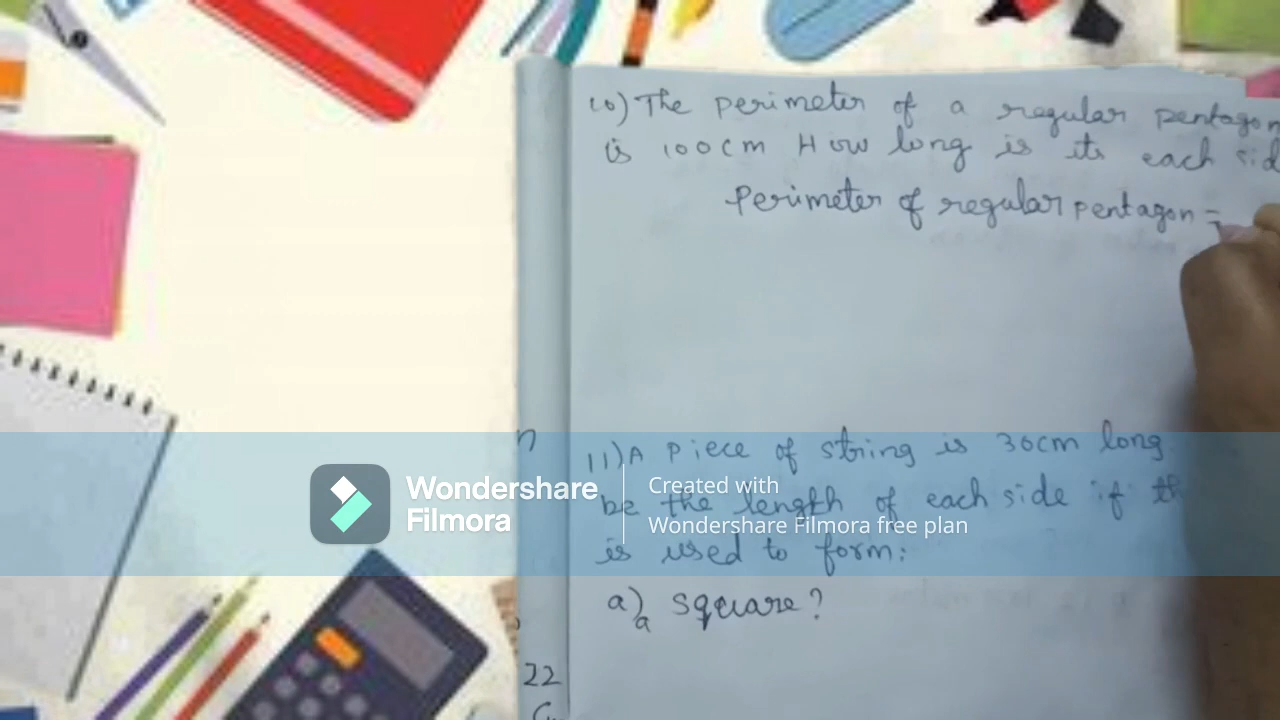 10) The perimeter of a regular pentagon
is 100cm How long is its each sid
Perimeter of regular pentagon =
n
11) A piece of string is 30cm long.
be the length of each side if th
is used to form:
a) a square?
22
Wondershare
Filmora
Created with
Wondershare Filmora free plan